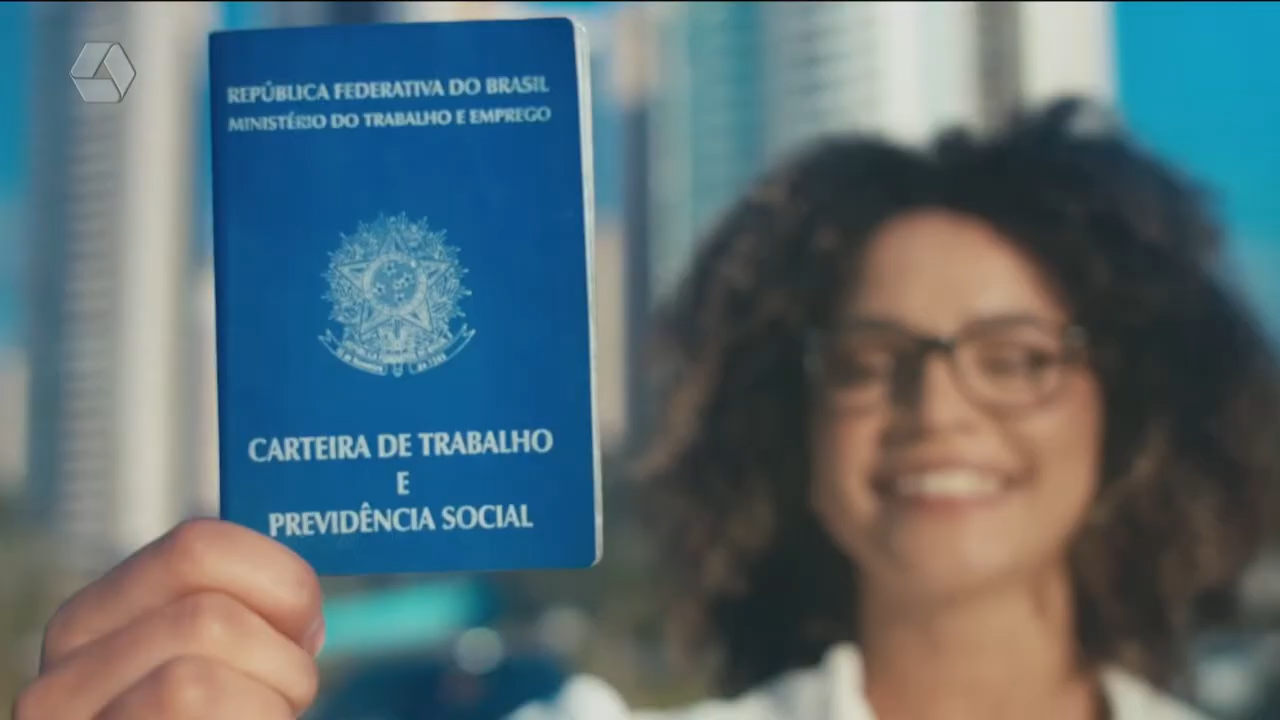 REPÚBLICA FEDERATIVA DO BRASIL
MINISTÉRIO DO TRABALHO E EMPREGO
CARTEIRA DE TRABALHO
E
PREVIDÊNCIA SOCIAL